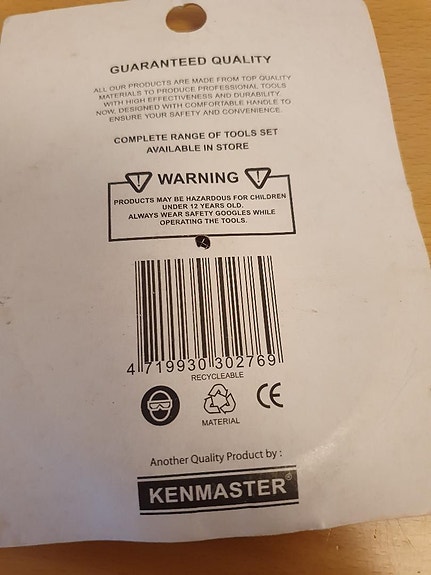 GUARANTEED QUALITY
ALL OUR PRODUCTS ARE MADE FROM TOP QUALITY
MATERIALS TO PRODUCE PROFESSIONAL TOOLS
WITH HIGH EFFECTIVENESS AND DURABILITY.
NOW, DESIGNED WITH COMFORTABLE HANDLE TO
ENSURE YOUR SAFETY AND CONVENIENCE.
COMPLETE RANGE OF TOOLS SET
AVAILABLE IN STORE
! WARNING !
PRODUCTS MAY BE HAZARDOUS FOR CHILDREN
UNDER 12 YEARS OLD.
ALWAYS WEAR SAFETY GOOGLES WHILE
OPERATING THE TOOLS.
4 719930 302769
RECYCLEABLE
CE
MATERIAL
Another Quality Product by :
KENMASTER®